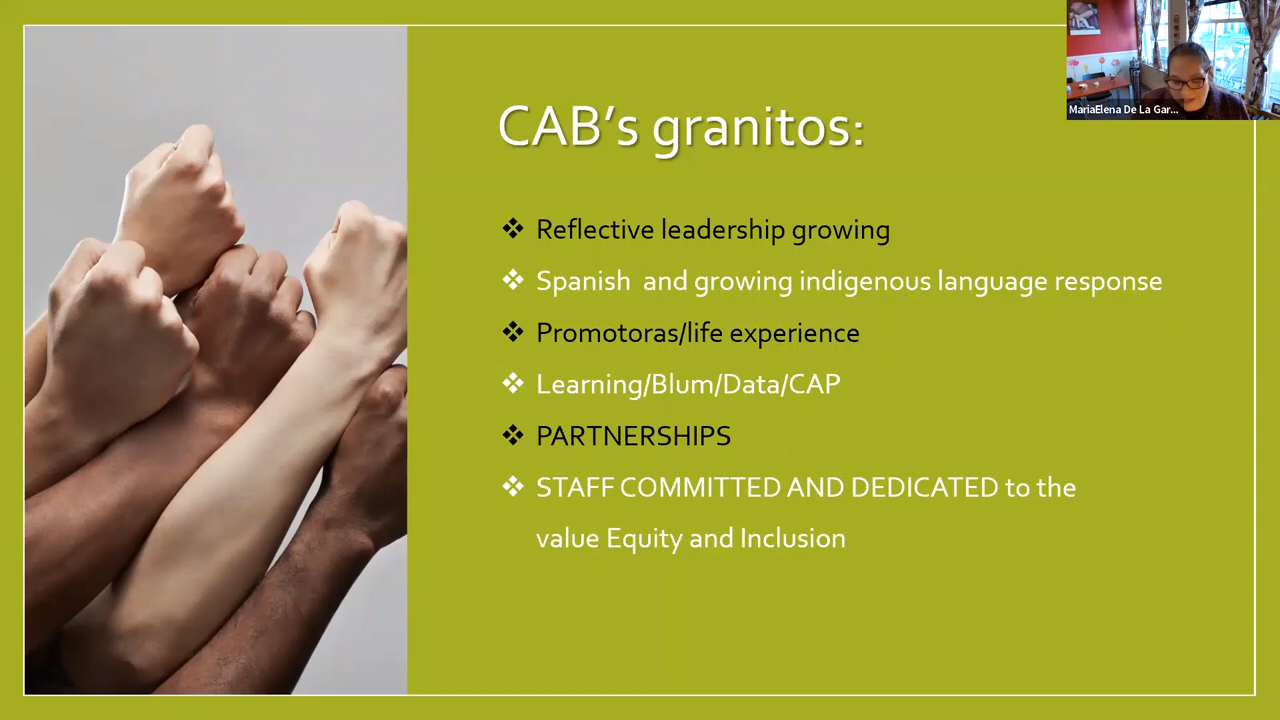 CAB’s granitos:
MariaElena De La Gar...
❖ Reflective leadership growing
❖ Spanish and growing indigenous language response
❖ Promotoras/life experience
❖ Learning/Blum/Data/CAP
❖ PARTNERSHIPS
❖ STAFF COMMITTED AND DEDICATED to the
value Equity and Inclusion